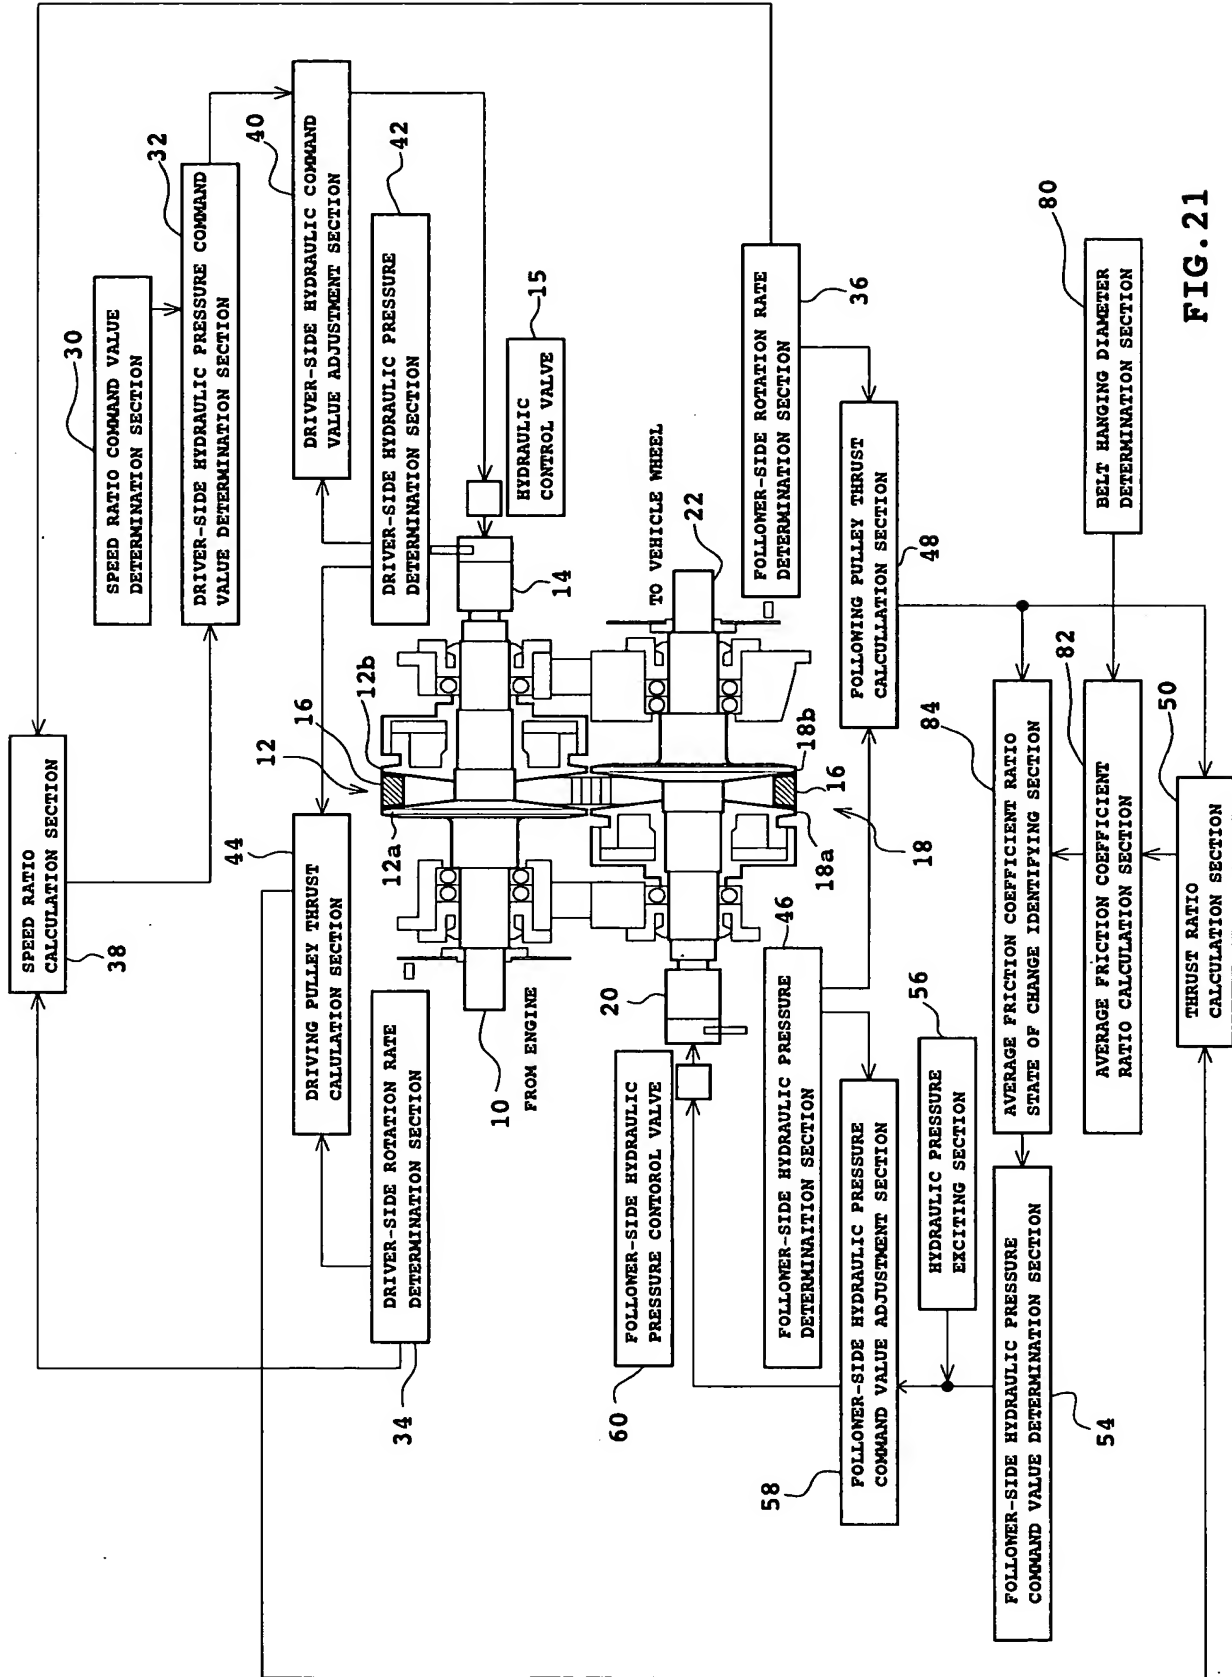 SPEED RATIO
CALCULATION SECTION
38
30
SPEED RATIO COMMAND VALUE
DETERMINATION SECTION
32
DRIVER-SIDE HYDRAULIC PRESSURE COMMAND
VALUE DETERMINATION SECTION
40
DRIVER-SIDE HYDRAULIC COMMAND
VALUE ADJUSTMENT SECTION
42
DRIVER-SIDE HYDRAULIC PRESSURE
DETERMINATION SECTION
44
DRIVING PULLEY THRUST
CALULATION SECTION
DRIVER-SIDE ROTATION RATE
DETERMINATION SECTION
34
12
16
12b
12a
10
FROM ENGINE
14
HYDRAULIC
CONTROL VALVE
15
TO VEHICLE WHEEL
22
FOLLOWER-SIDE ROTATION RATE
DETERMINATION SECTION
36
20
18a
18b
16
18
FOLLOWER-SIDE HYDRAULIC
PRESSURE CONTOROL VALVE
60
46
FOLLOWER-SIDE HYDRAULIC PRESSURE
DETERMINAITION SECTION
FOLLOWING PULLEY THRUST
CALCULLATION SECTION
48
FOLLOWER-SIDE HYDRAULIC PRESSURE
COMMAND VALUE ADJUSTMENT SECTION
58
56
HYDRAULIC PRESSURE
EXCITING SECTION
FOLLOWER-SIDE HYDRAULIC PRESSURE
COMMAND VALUE DETERMINATION SECTION
54
84
AVERAGE FRICTION COEFFICIENT RATIO
STATE OF CHANGE IDENTIFYING SECTION
82
AVERAGE FRICTION COEFFICIENT
RATIO CALCULATION SECTION
50
THRUST RATIO
CALCULATION SECTION
80
BELT HANGING DIAMETER
DETERMINATION SECTION
FIG.21